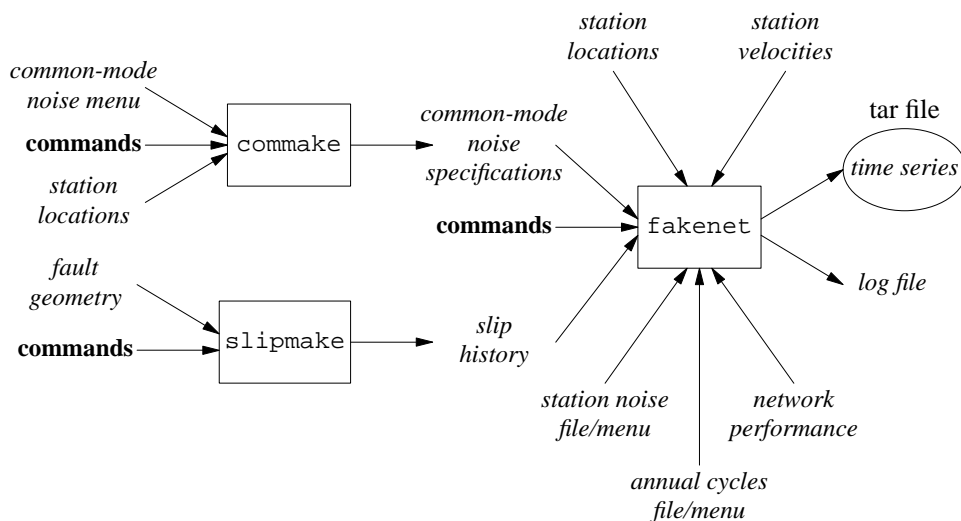 station
locations
station
velocities
common-mode
noise menu
commands
station
locations
commake
common-mode
noise
specifications
commands
fakenet
tar file
time series
log file
fault
geometry
commands
slipmake
slip
history
station noise
file/menu
network
performance
annual cycles
file/menu